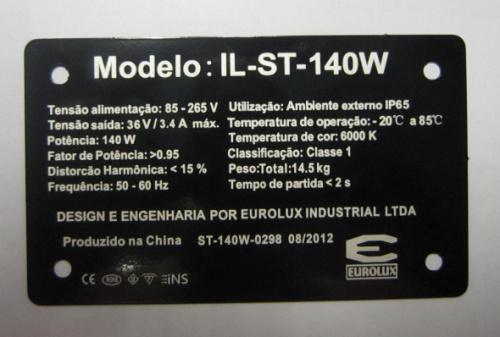 Modelo: IL-ST-140W
Tensão alimentação: 85 - 265 V
Tensão saída: 36 V / 3.4 A máx.
Potência: 140 W
Fator de Potência: >0.95
Distorcão Harmônica: < 15 %
Frequência: 50 - 60 Hz
Utilização: Ambiente externo IP65
Temperatura de operação: - 20℃ a 85℃
Temperatura de cor: 6000 K
Classificação: Classe 1
Peso:Total: 14.5 kg
Tempo de partida < 2 s
DESIGN E ENGENHARIA POR EUROLUX INDUSTRIAL LTDA
Produzido na China ST-140W-0298 08/2012
CE
EUROLUX